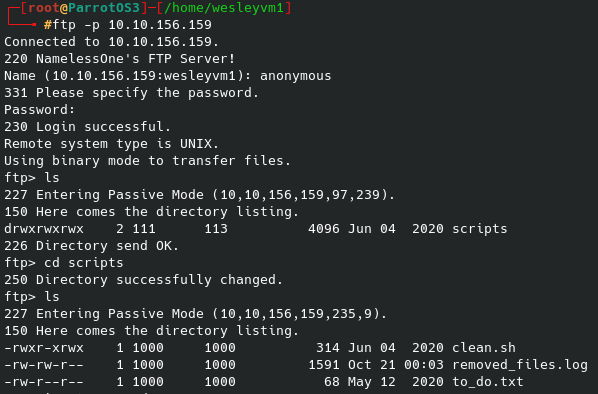 [root@ParrotOS3]-[/home/wesleyvm1]
#ftp -p 10.10.156.159
Connected to 10.10.156.159.
220 NamelessOne's FTP Server!
Name (10.10.156.159:wesleyvm1): anonymous
331 Please specify the password.
Password:
230 Login successful.
Remote system type is UNIX.
Using binary mode to transfer files.
ftp> ls
227 Entering Passive Mode (10,10,156,159,97,239).
150 Here comes the directory listing.
drwxrwxrwx    2 111      113          4096 Jun 04  2020 scripts
226 Directory send OK.
ftp> cd scripts
250 Directory successfully changed.
ftp> ls
227 Entering Passive Mode (10,10,156,159,235,9).
150 Here comes the directory listing.
-rwxr-xrwx    1 1000     1000          314 Jun 04  2020 clean.sh
-rw-rw-r--    1 1000     1000         1591 Oct 21 00:03 removed_files.log
-rw-r--r--    1 1000     1000           68 May 12  2020 to_do.txt